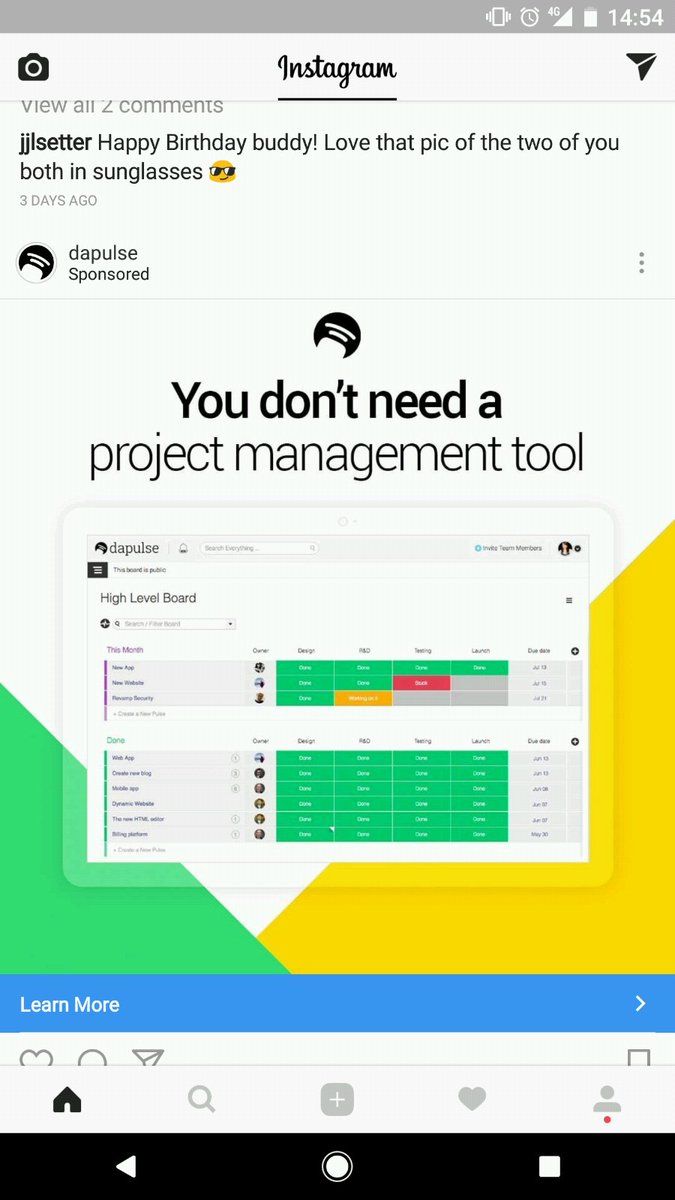 4G 14:54
Instagram
View all 2 comments
jjlsetter Happy Birthday buddy! Love that pic of the two of you
both in sunglasses 😎
3 DAYS AGO
dapulse
Sponsored
You don't need a
project management tool
dapulse Search Everything ... Invite Team Members
This board is public
High Level Board
Search / Filter Board
This Month Owner Design R&D Testing Launch Due date
New App Done Done Done Done Jul 13
New Website Done Done Stuck Jul 15
Revamp Security Done Working on it Jul 21
+ Create a New Pulse
Done Owner Design R&D Testing Launch Due date
Web App 1 Done Done Done Done Jun 13
Create new blog 3 Done Done Done Done Jun 13
Mobile app 6 Done Done Done Done Jun 08
Dynamic Website Done Done Done Done Jun 07
The new HTML editor 1 Done Done Done Done Jun 07
Billing platform 1 Done Done Done Done May 30
+ Create a New Pulse
Learn More